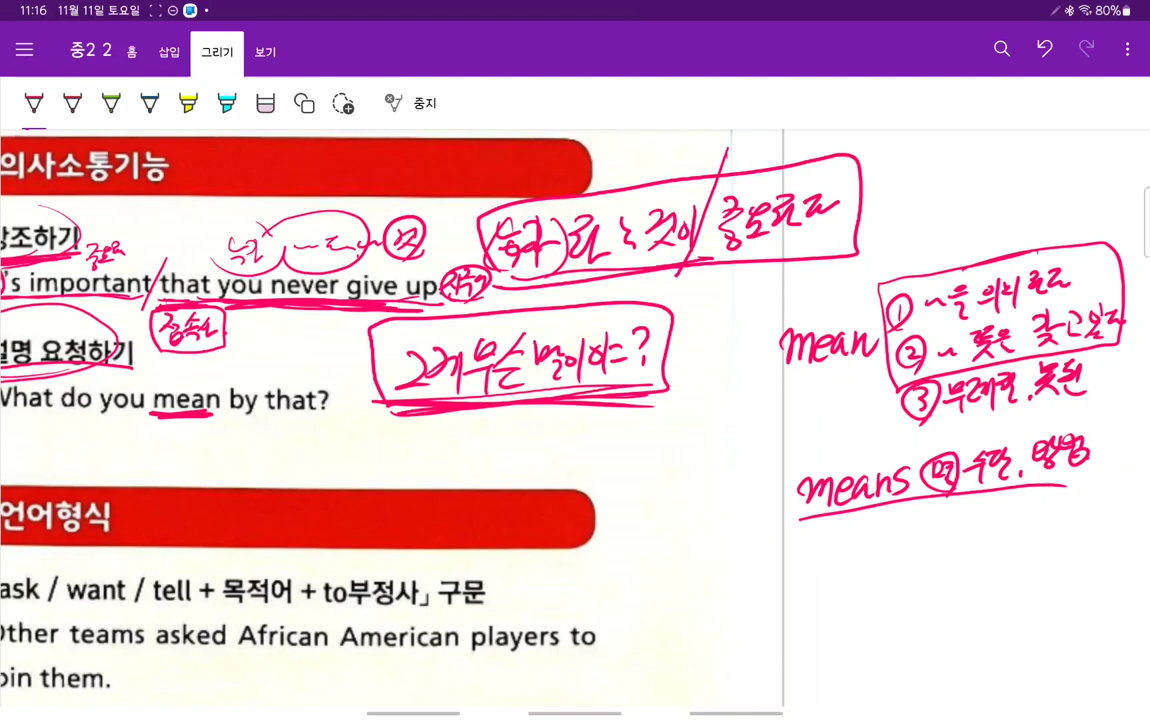 11:16 11월 11일 토요일 80%
중2 2 홈 삽입 그리기 보기
중지
의사소통기능
강조하기
중요
's important that you never give up
종속절
설명 요청하기
What do you mean by that?
그게 무슨 말이야?
mean
① ~을 의미한다
② ~ 뜻을 갖고 있다
③ 무례한, 못된
means 명 수단, 방법
언어형식
ask / want / tell + 목적어 + to부정사」 구문
Other teams asked African American players to
oin them.